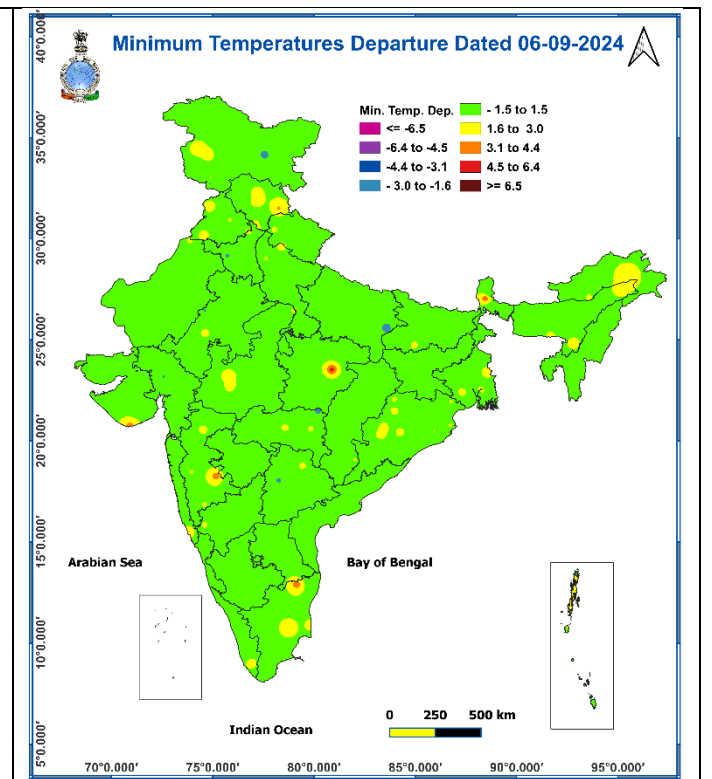 Minimum Temperatures Departure Dated 06-09-2024
Min. Temp. Dep.
<= -6.5
-6.4 to -4.5
-4.4 to -3.1
- 3.0 to -1.6
- 1.5 to 1.5
1.6 to 3.0
3.1 to 4.4
4.5 to 6.4
>= 6.5
40°0.000'
35°0.000'
30°0.000'
25°0.000'
20°0.000'
15°0.000'
10°0.000'
5°0.000'
Arabian Sea
Bay of Bengal
Indian Ocean
0 250 500 km
70°0.000' 75°0.000' 80°0.000' 85°0.000' 90°0.000' 95°0.000'